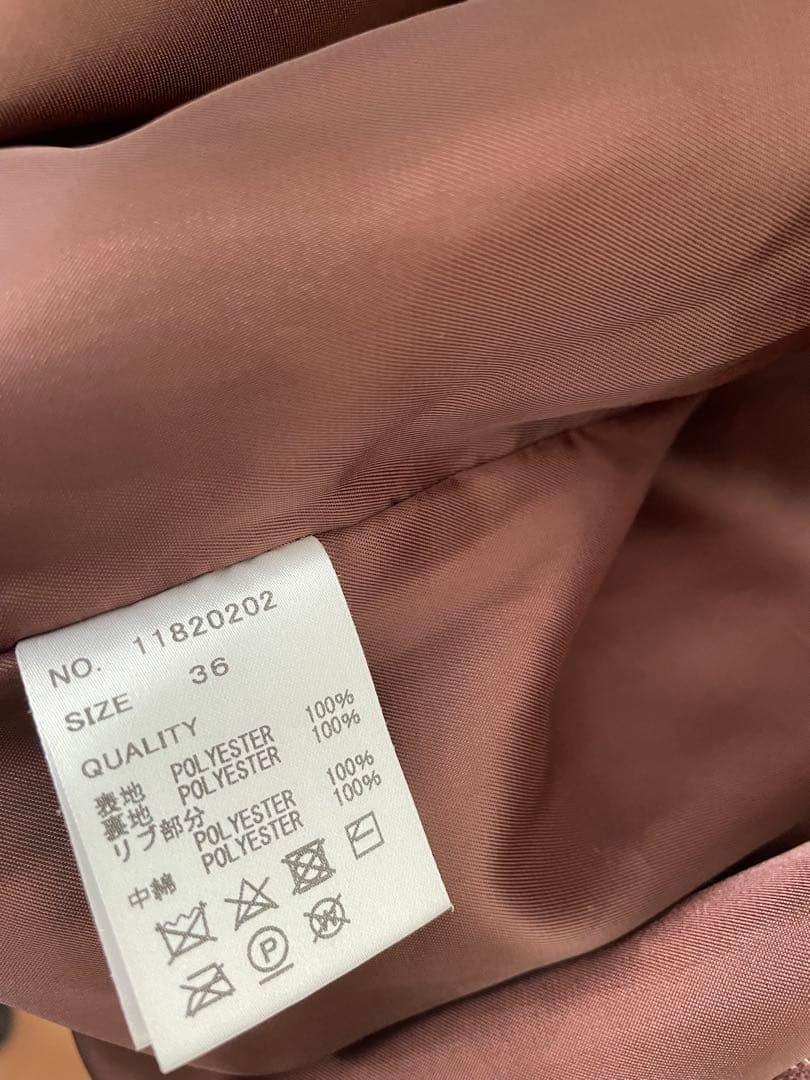 NO. 11820202
SIZE 36
QUALITY
表地 POLYESTER 100%
裏地 POLYESTER 100%
リブ部分
POLYESTER 100%
中綿 POLYESTER 100%
P
W